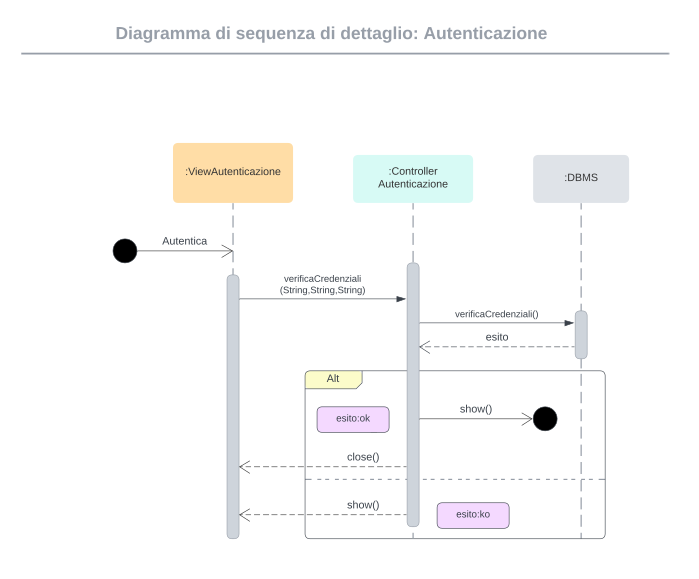 Diagramma di sequenza di dettaglio: Autenticazione
:ViewAutenticazione
:Controller
Autenticazione
:DBMS
Autentica
verificaCredenziali
(String,String,String)
verificaCredenziali()
esito
Alt
esito:ok
show()
close()
show()
esito:ko